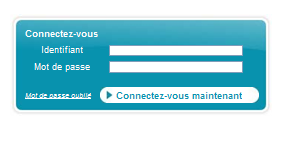 Connectez-vous
Identifiant
Mot de passe
Mot de passe oublié
Connectez-vous maintenant